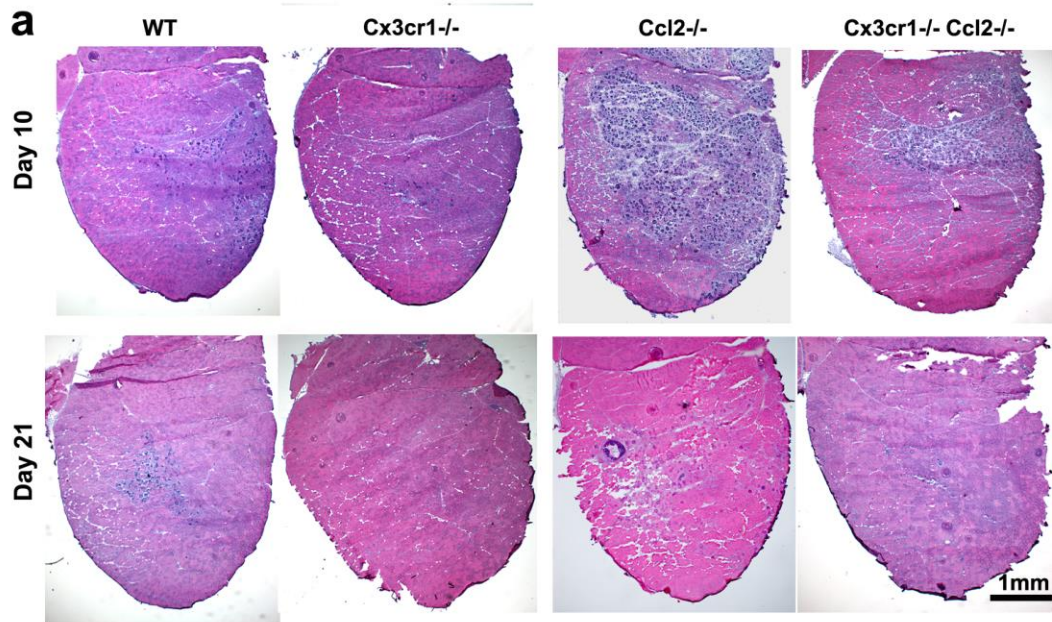 a
WT Cx3cr1-/- Ccl2-/- Cx3cr1-/- Ccl2-/-
Day 10
Day 21
1mm